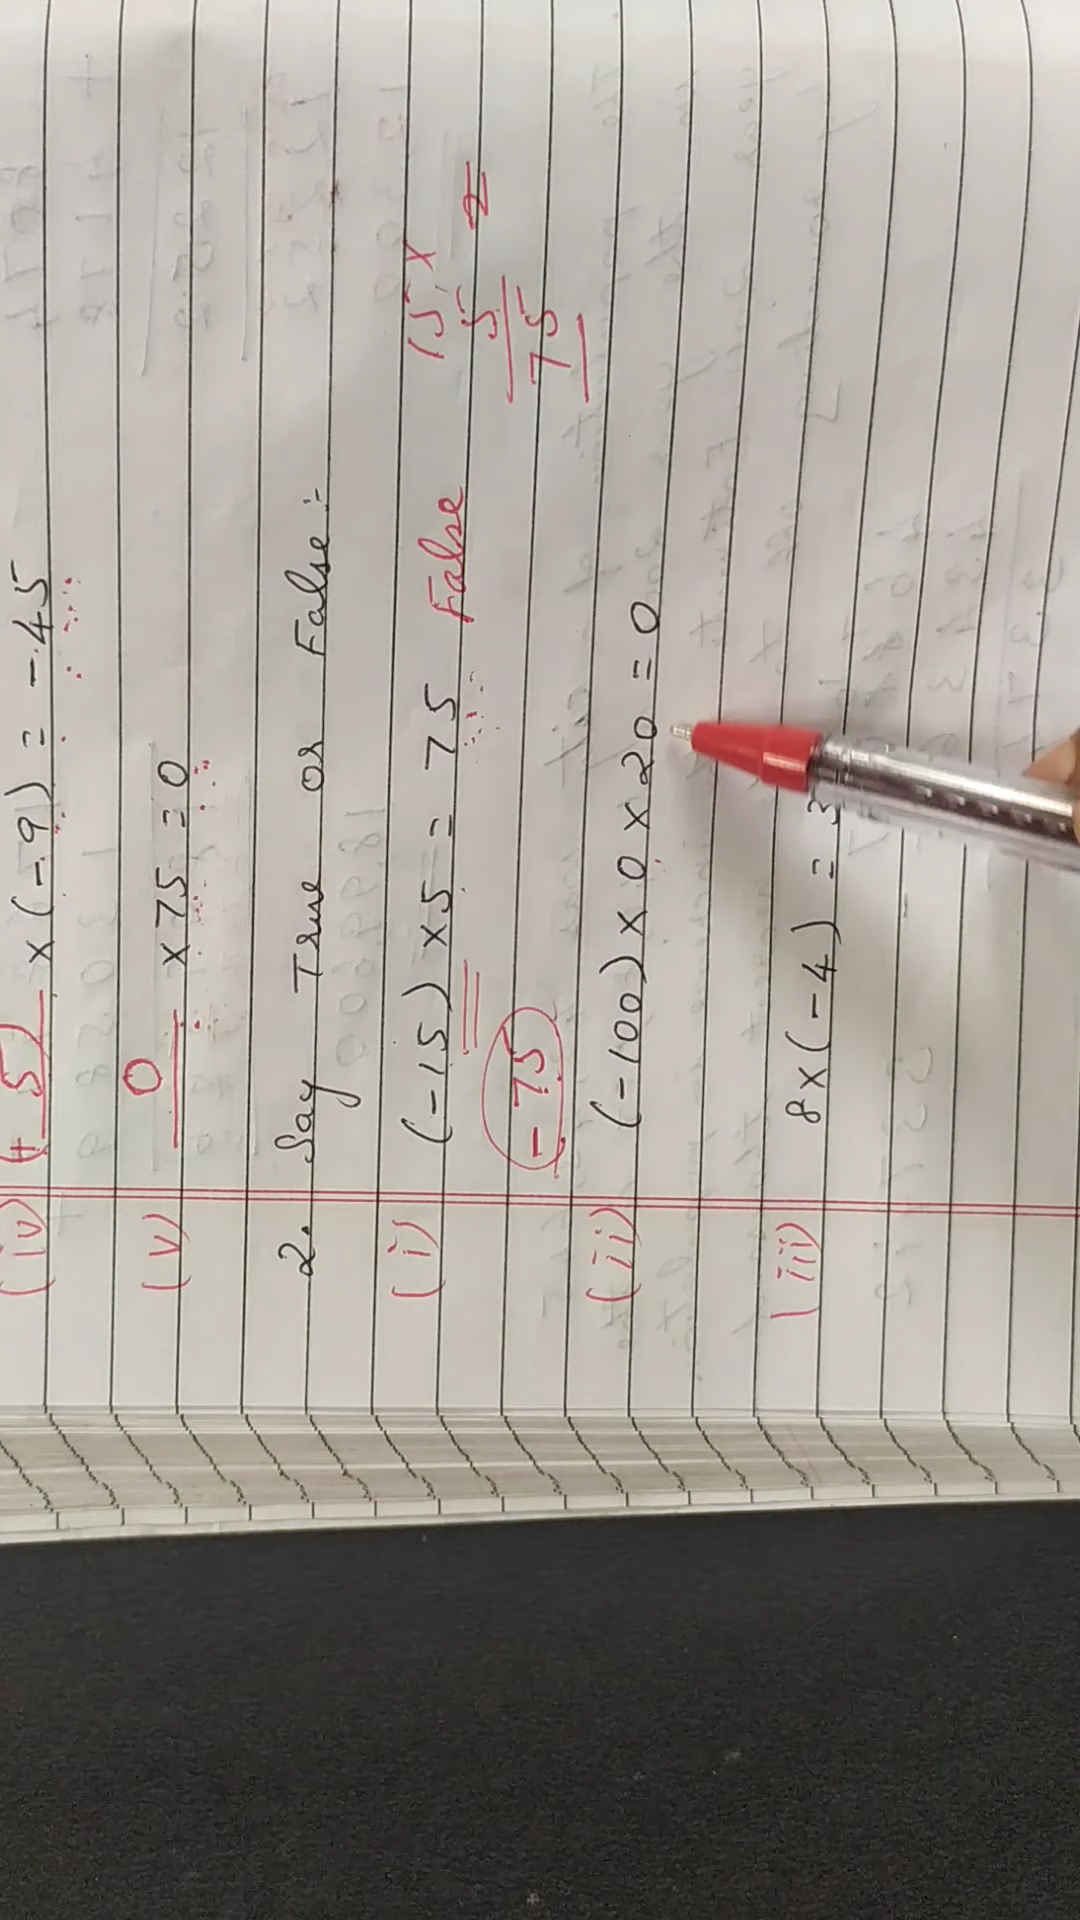 (iv) (+ 5) × (-9) = -45
(v) 0 × 75 = 0
2. Say True or False:-
(i) (-15) × 5 = 75 False
15 ×
5
75
-75
(ii) (-100) × 0 × 20 = 0
(iii) 8 × (-4) = 3